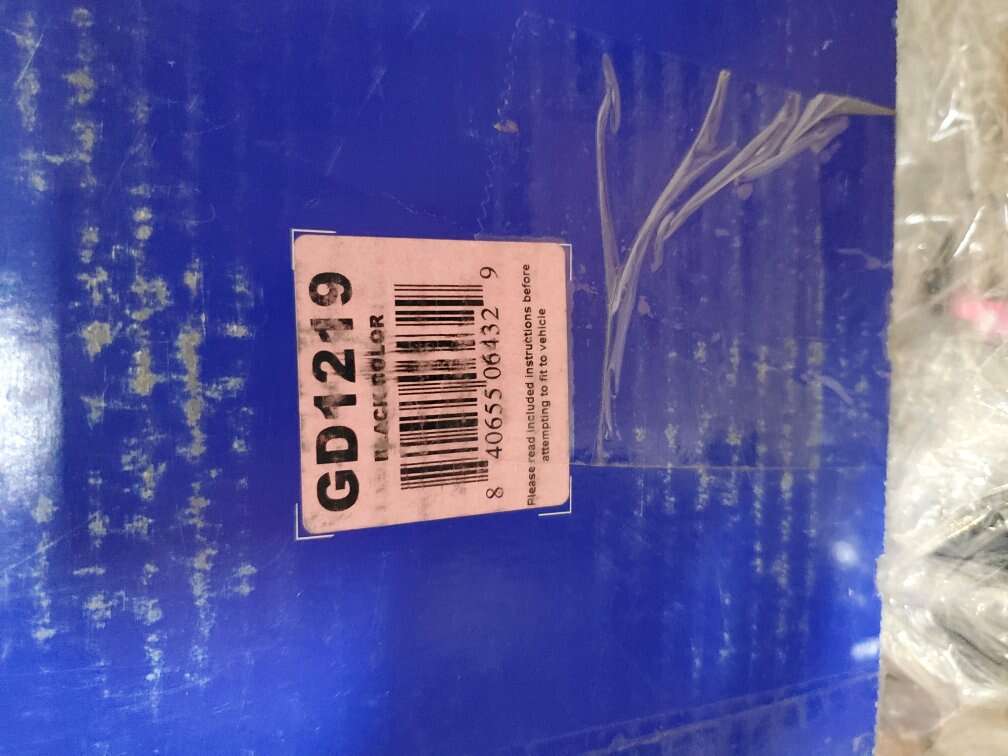 GD1219
BLACK COLOR
8 40655 06432 9
Please read included instructions before
attempting to fit to vehicle